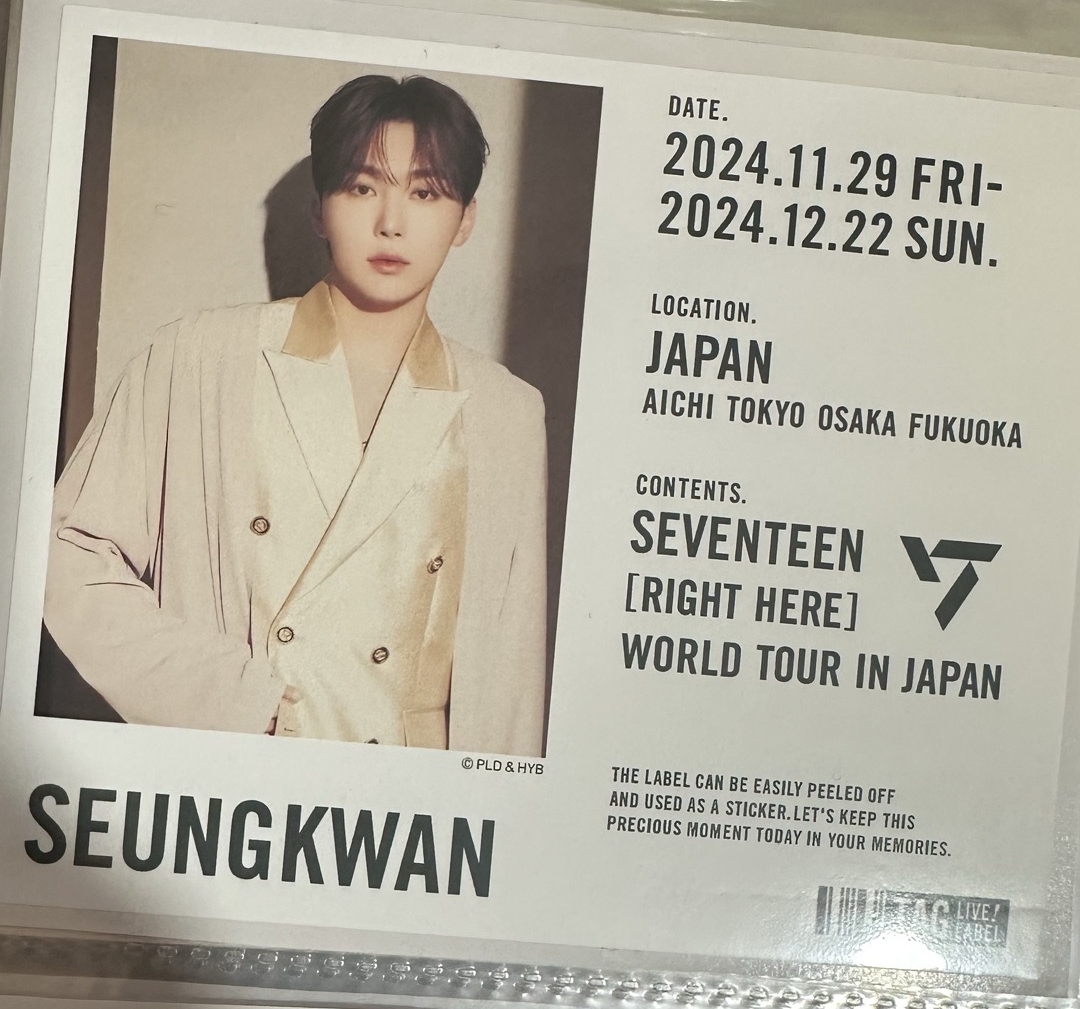 DATE.
2024.11.29 FRI-
2024.12.22 SUN.
LOCATION.
JAPAN
AICHI TOKYO OSAKA FUKUOKA
CONTENTS.
SEVENTEEN
[RIGHT HERE]
WORLD TOUR IN JAPAN
© PLD & HYB
SEUNGKWAN
THE LABEL CAN BE EASILY PEELED OFF
AND USED AS A STICKER.LET'S KEEP THIS
PRECIOUS MOMENT TODAY IN YOUR MEMORIES.
TAG LIVE!
LABEL